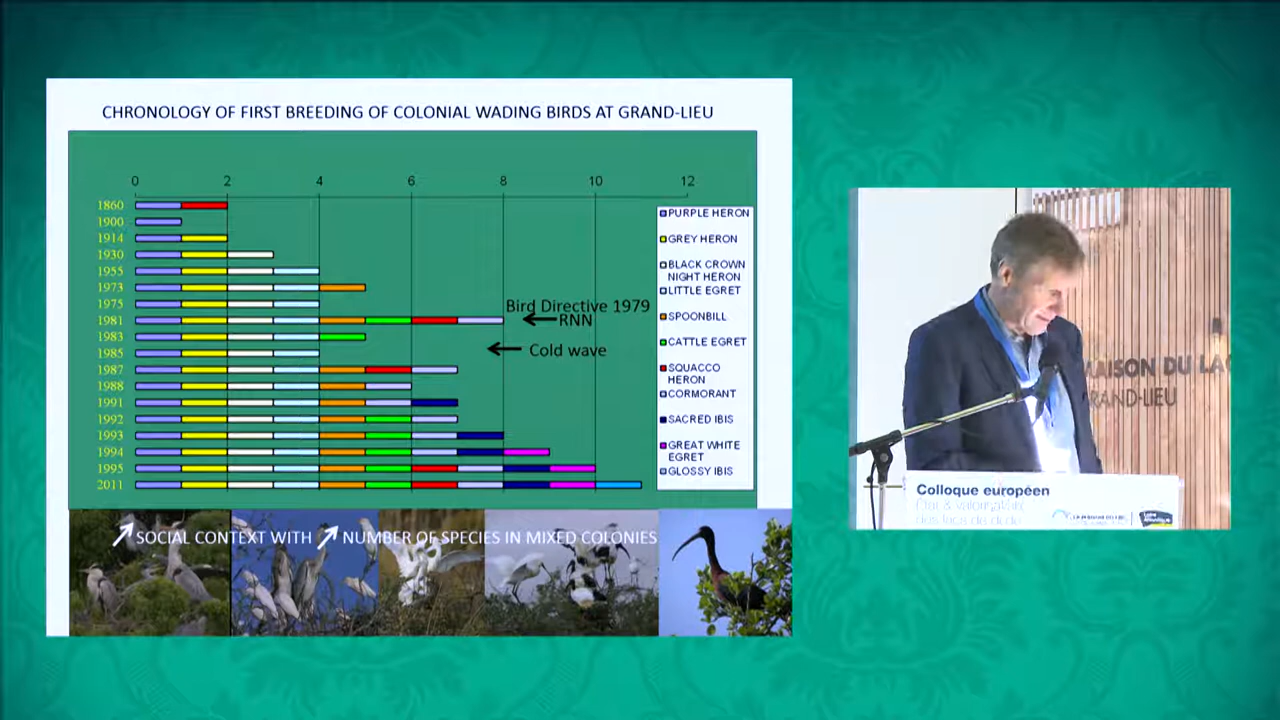 CHRONOLOGY OF FIRST BREEDING OF COLONIAL WADING BIRDS AT GRAND-LIEU
0 2 4 6 8 10 12
1860
1900
1914
1930
1955
1973
1975
1981
1983
1985
1987
1988
1991
1992
1993
1994
1995
2011
Bird Directive 1979
RNN
Cold wave
PURPLE HERON
GREY HERON
BLACK CROWN
NIGHT HERON
LITTLE EGRET
SPOONBILL
CATTLE EGRET
SQUACCO
HERON
CORMORANT
SACRED IBIS
GREAT WHITE
EGRET
GLOSSY IBIS
SOCIAL CONTEXT WITH NUMBER OF SPECIES IN MIXED COLONIES
MAISON DU LAC
GRAND-LIEU
Colloque européen